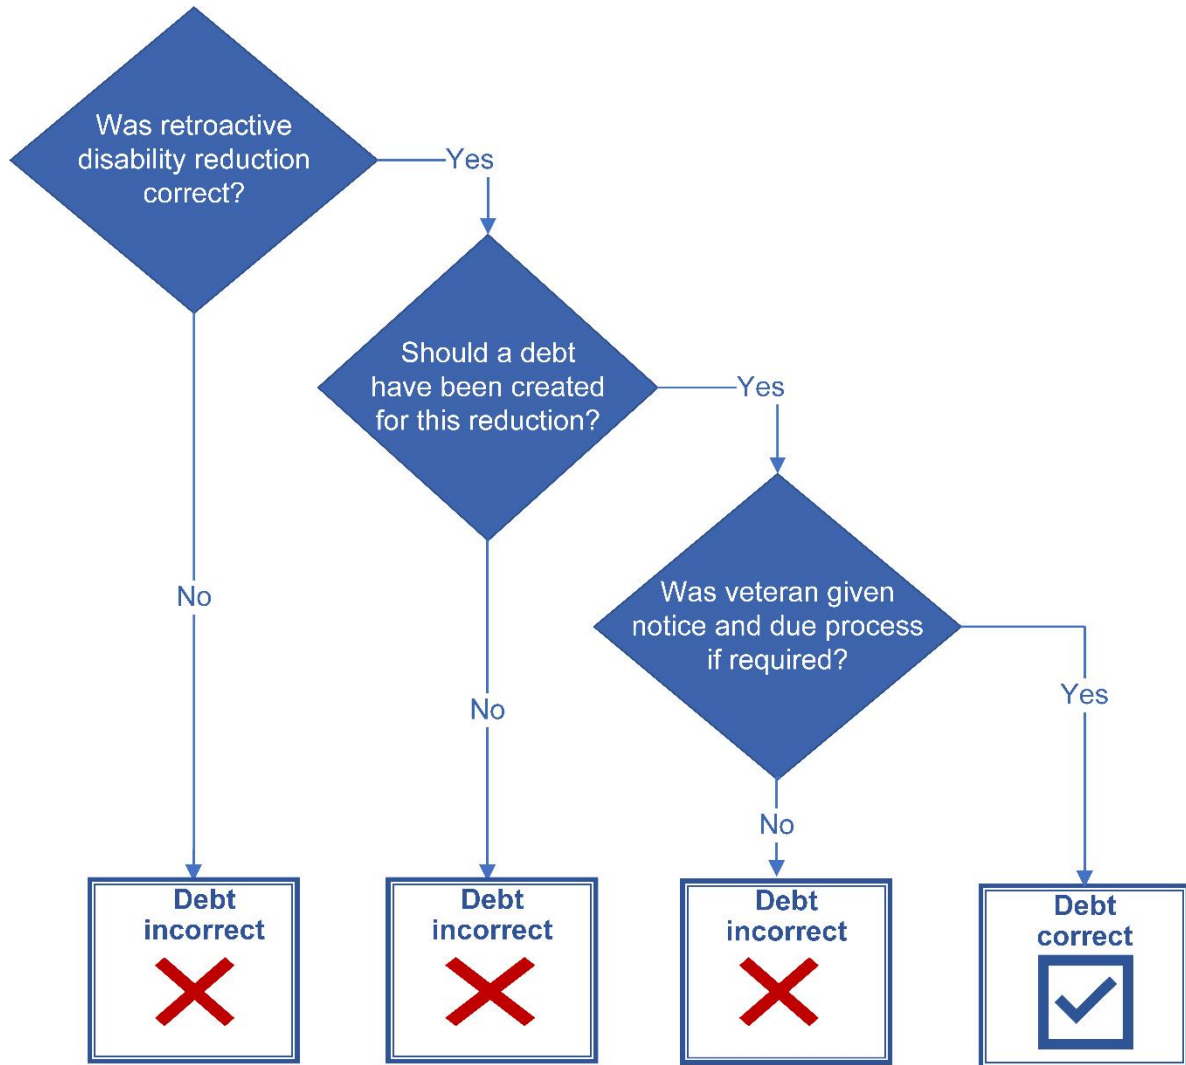 Was retroactive
disability reduction
correct?
Yes
Should a debt
have been created
for this reduction?
Yes
Was veteran given
notice and due process
if required?
Yes
No
No
No
Debt
incorrect
Debt
incorrect
Debt
incorrect
Debt
correct